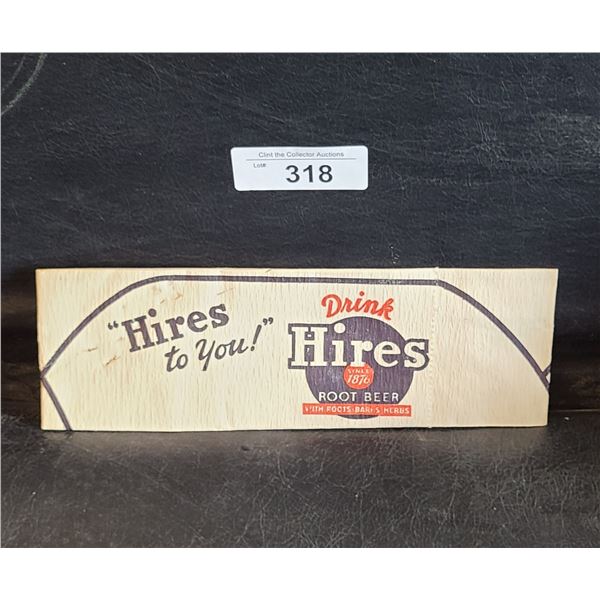 Clint the Collector Auctions
Lot#
318
"Hires
to You!"
Drink
Hires
SINCE
1876
ROOT BEER
WITH ROOTS-BARKS-HERBS